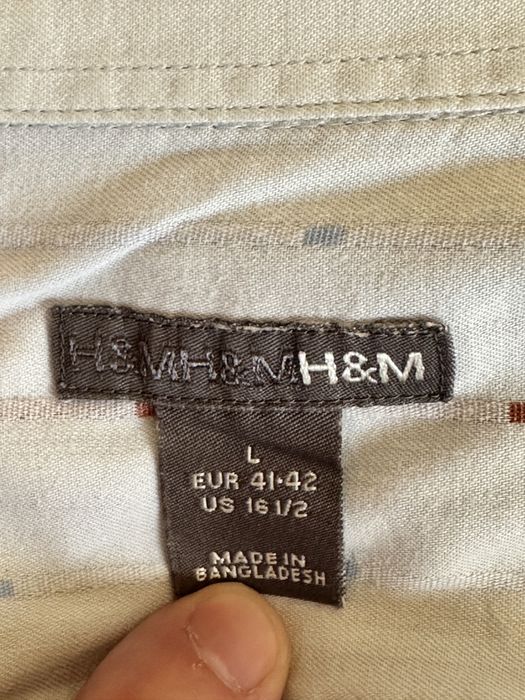 H&MH&MH&M
L
EUR 41-42
US 16 1/2
MADE IN
BANGLADESH